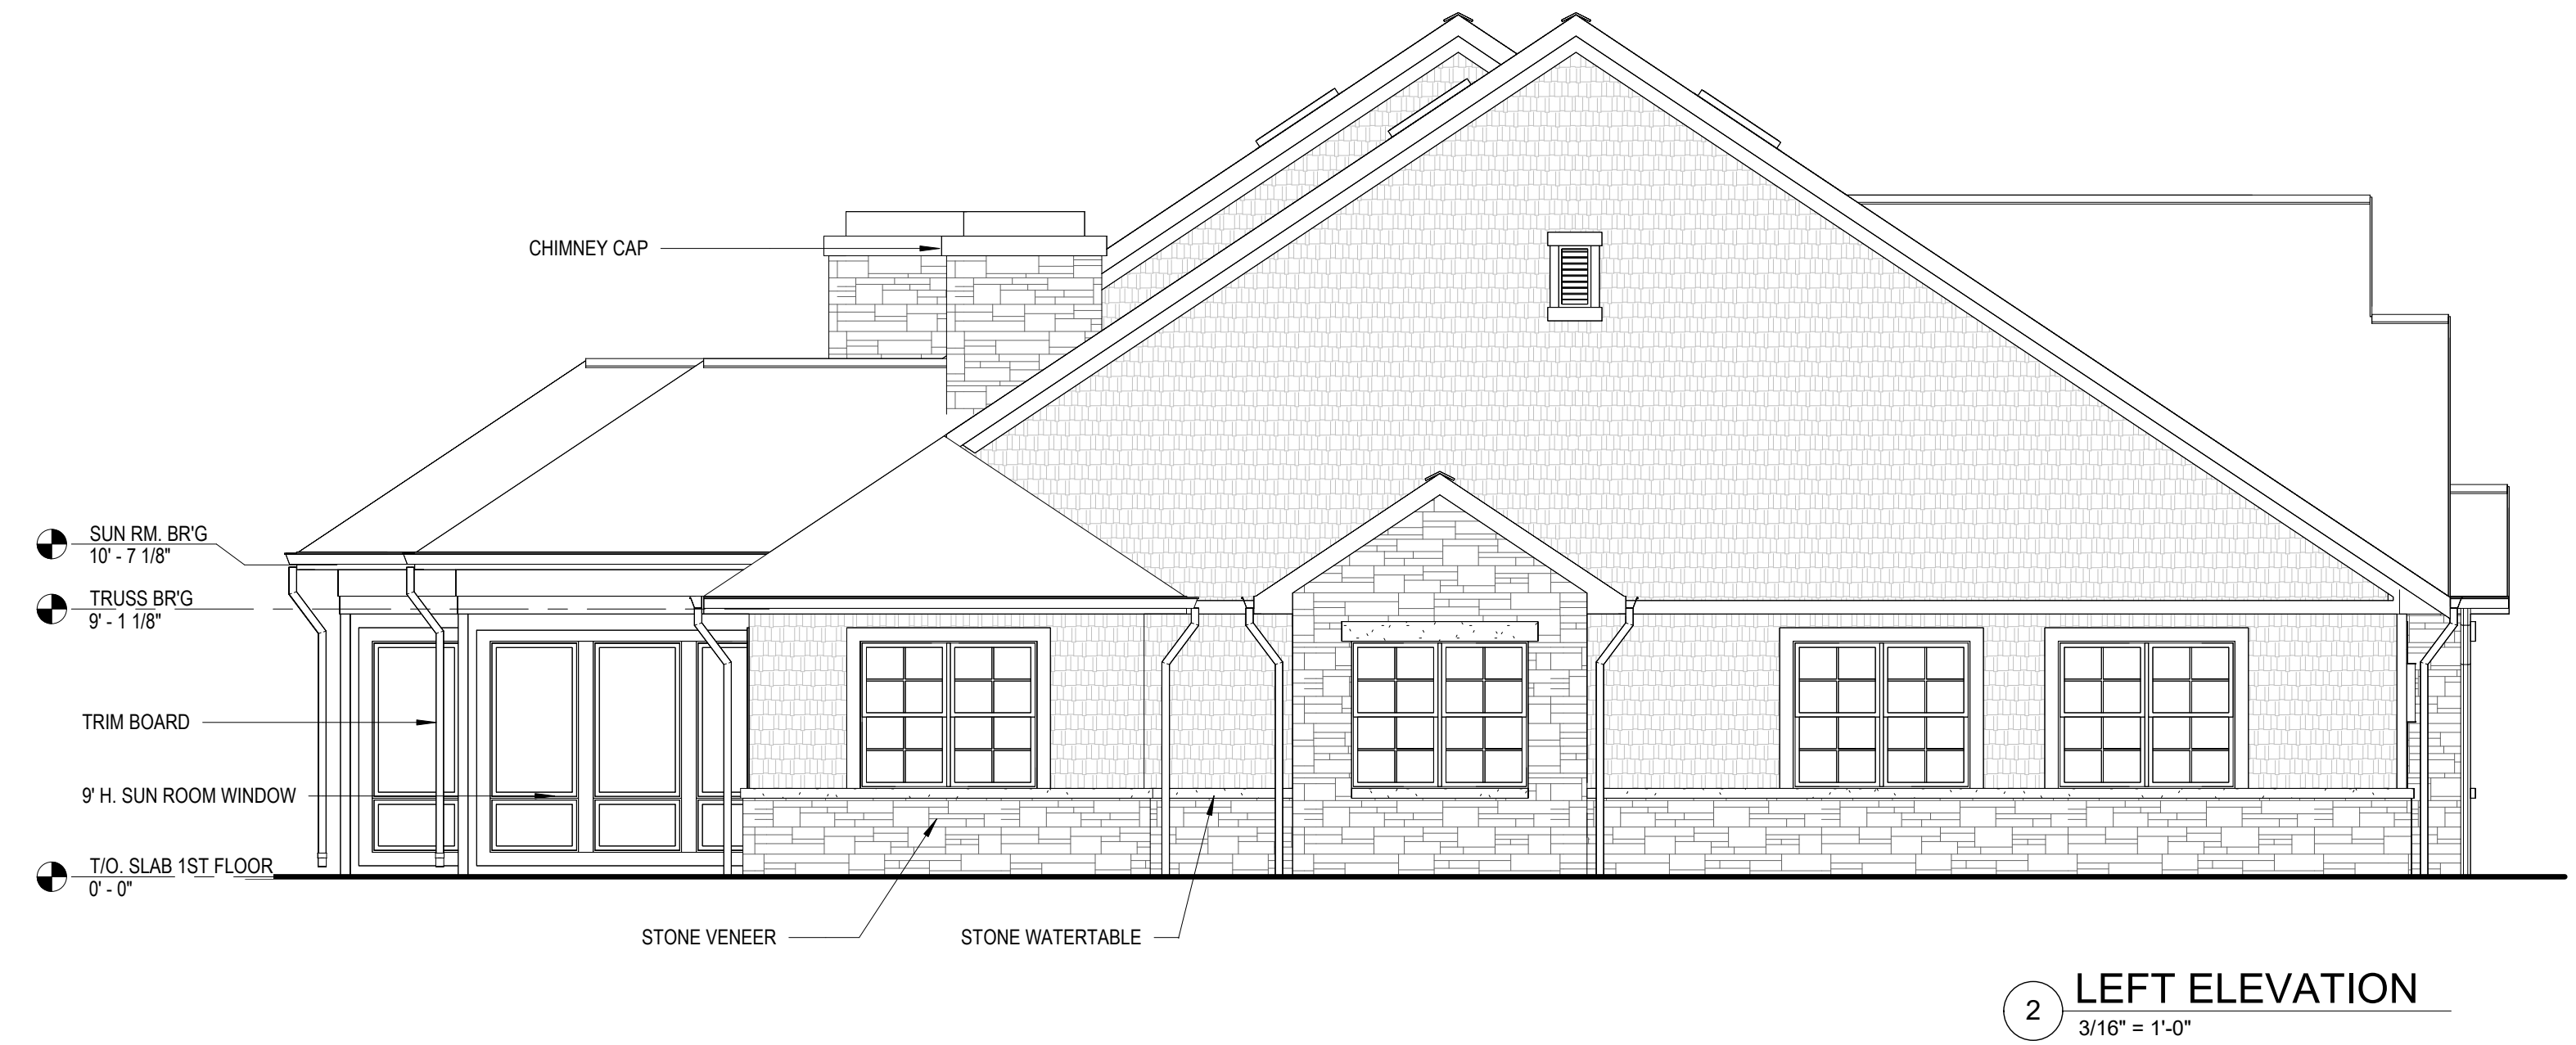 CHIMNEY CAP
SUN RM. BR'G
10' - 7 1/8"
TRUSS BR'G
9' - 1 1/8"
TRIM BOARD
9' H. SUN ROOM WINDOW
T/O. SLAB 1ST FLOOR
0' - 0"
STONE VENEER
STONE WATERTABLE
2
LEFT ELEVATION
3/16" = 1'-0"